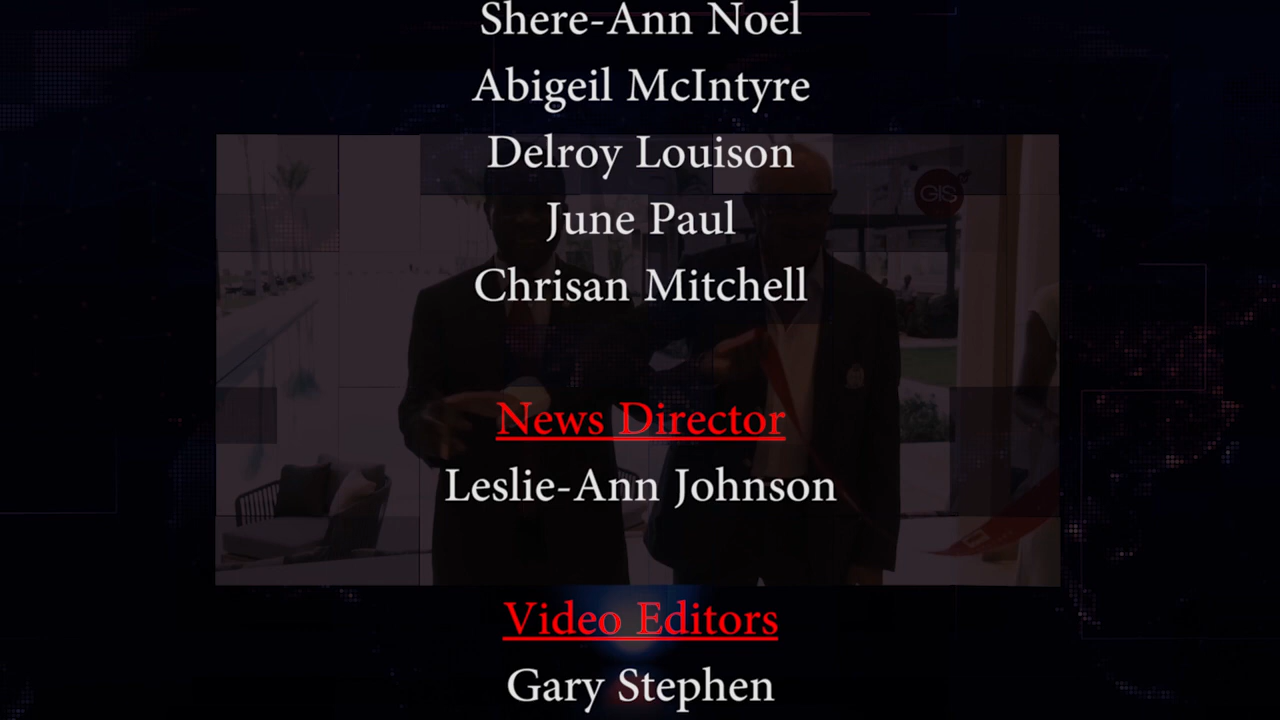 Shere-Ann Noel
Abigeil McIntyre
Delroy Louison
GIS
June Paul
Chrisan Mitchell
News Director
Leslie-Ann Johnson
Video Editors
Gary Stephen